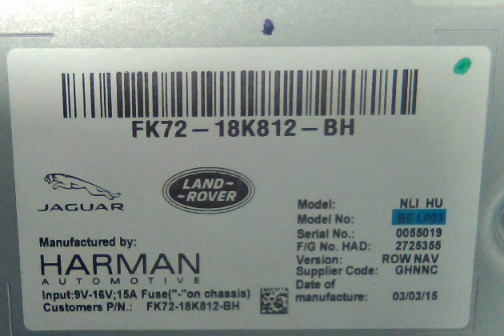 FK72-18K812-BH
JAGUAR
LAND-
-ROVER
Manufactured by:
HARMAN
AUTOMOTIVE
Input:9V-16V;15A Fuse("-"on chassis)
Customers P/N.: FK72-18K812-BH
Model: NLI HU
Model No: BE L003
Serial No.: 0055019
F/G No. HAD: 2725355
Version: ROW NAV
Supplier Code: GHNNC
Date of
manufacture: 03/03/15